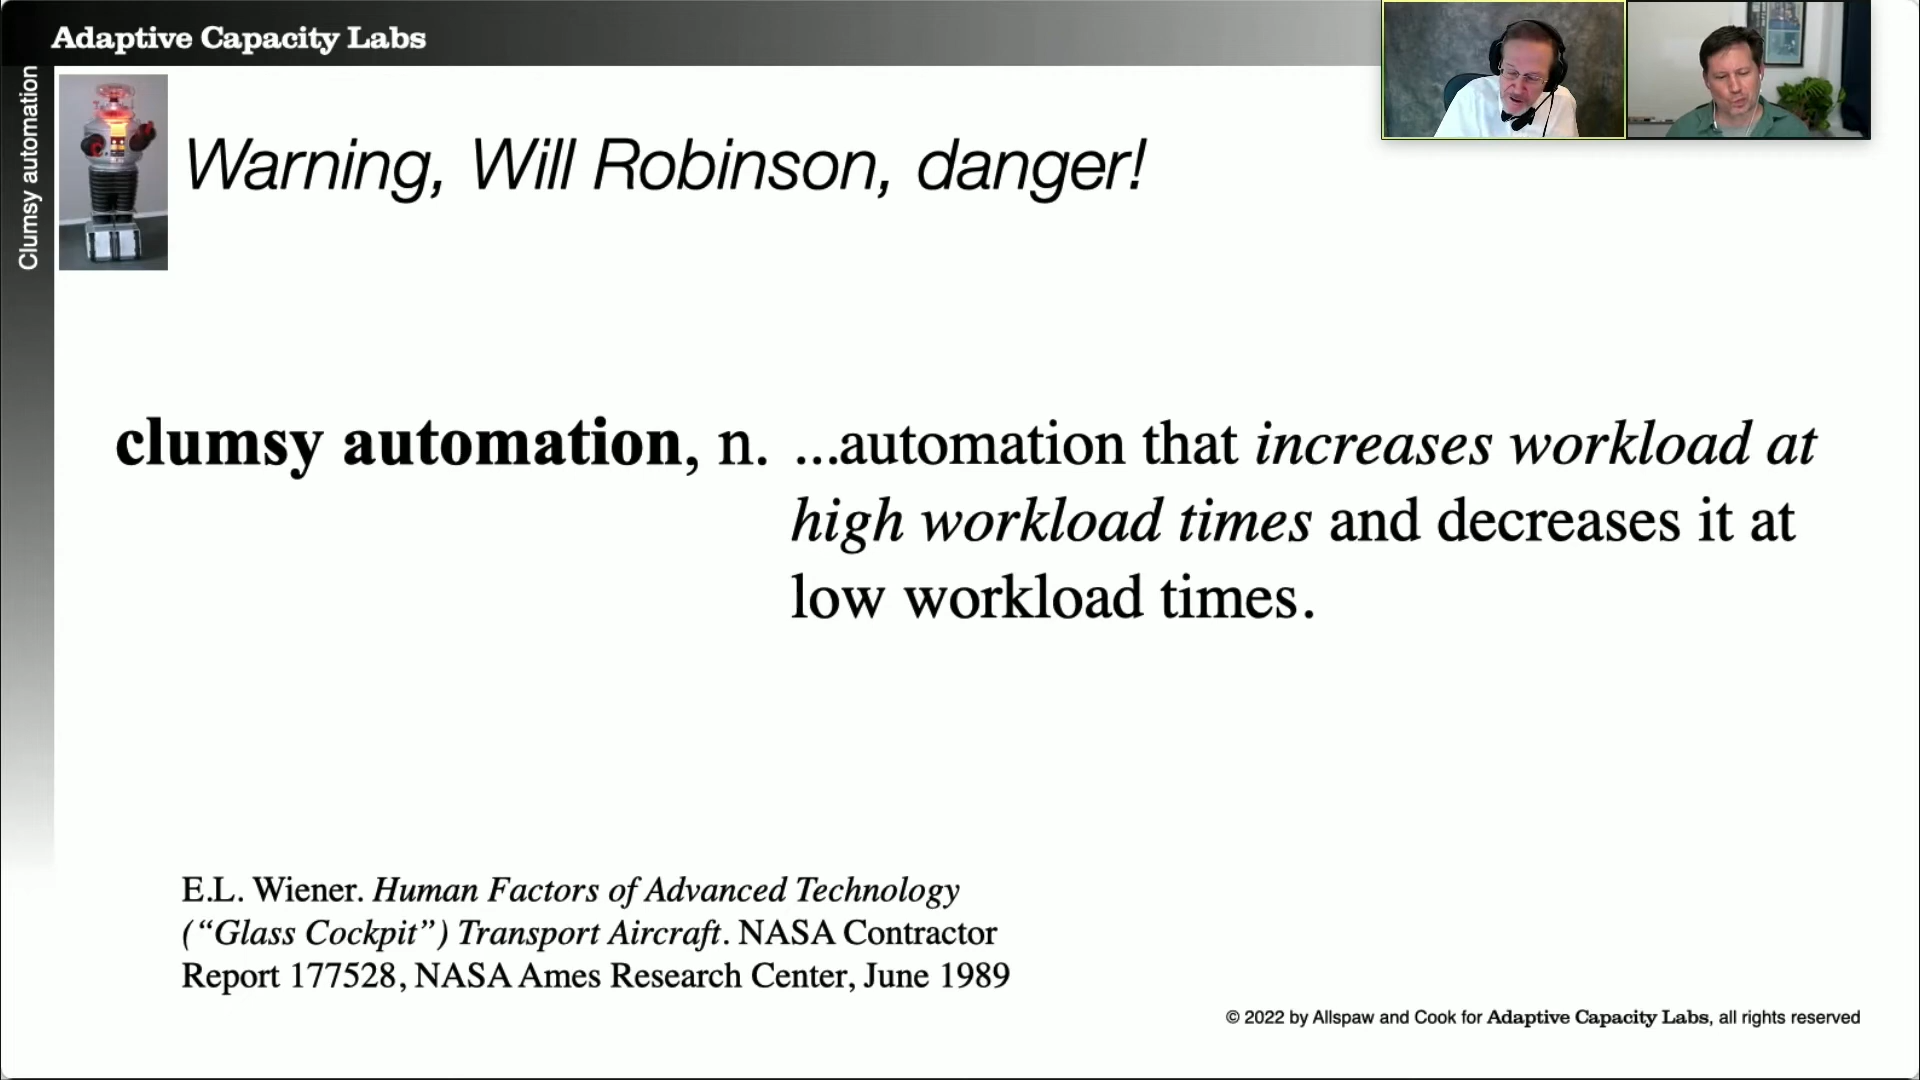 Adaptive Capacity Labs
Clumsy automation
Warning, Will Robinson, danger!
clumsy automation, n. ...automation that increases workload at
high workload times and decreases it at
low workload times.
E.L. Wiener. Human Factors of Advanced Technology
(“Glass Cockpit”) Transport Aircraft. NASA Contractor
Report 177528, NASA Ames Research Center, June 1989
© 2022 by Allspaw and Cook for Adaptive Capacity Labs, all rights reserved